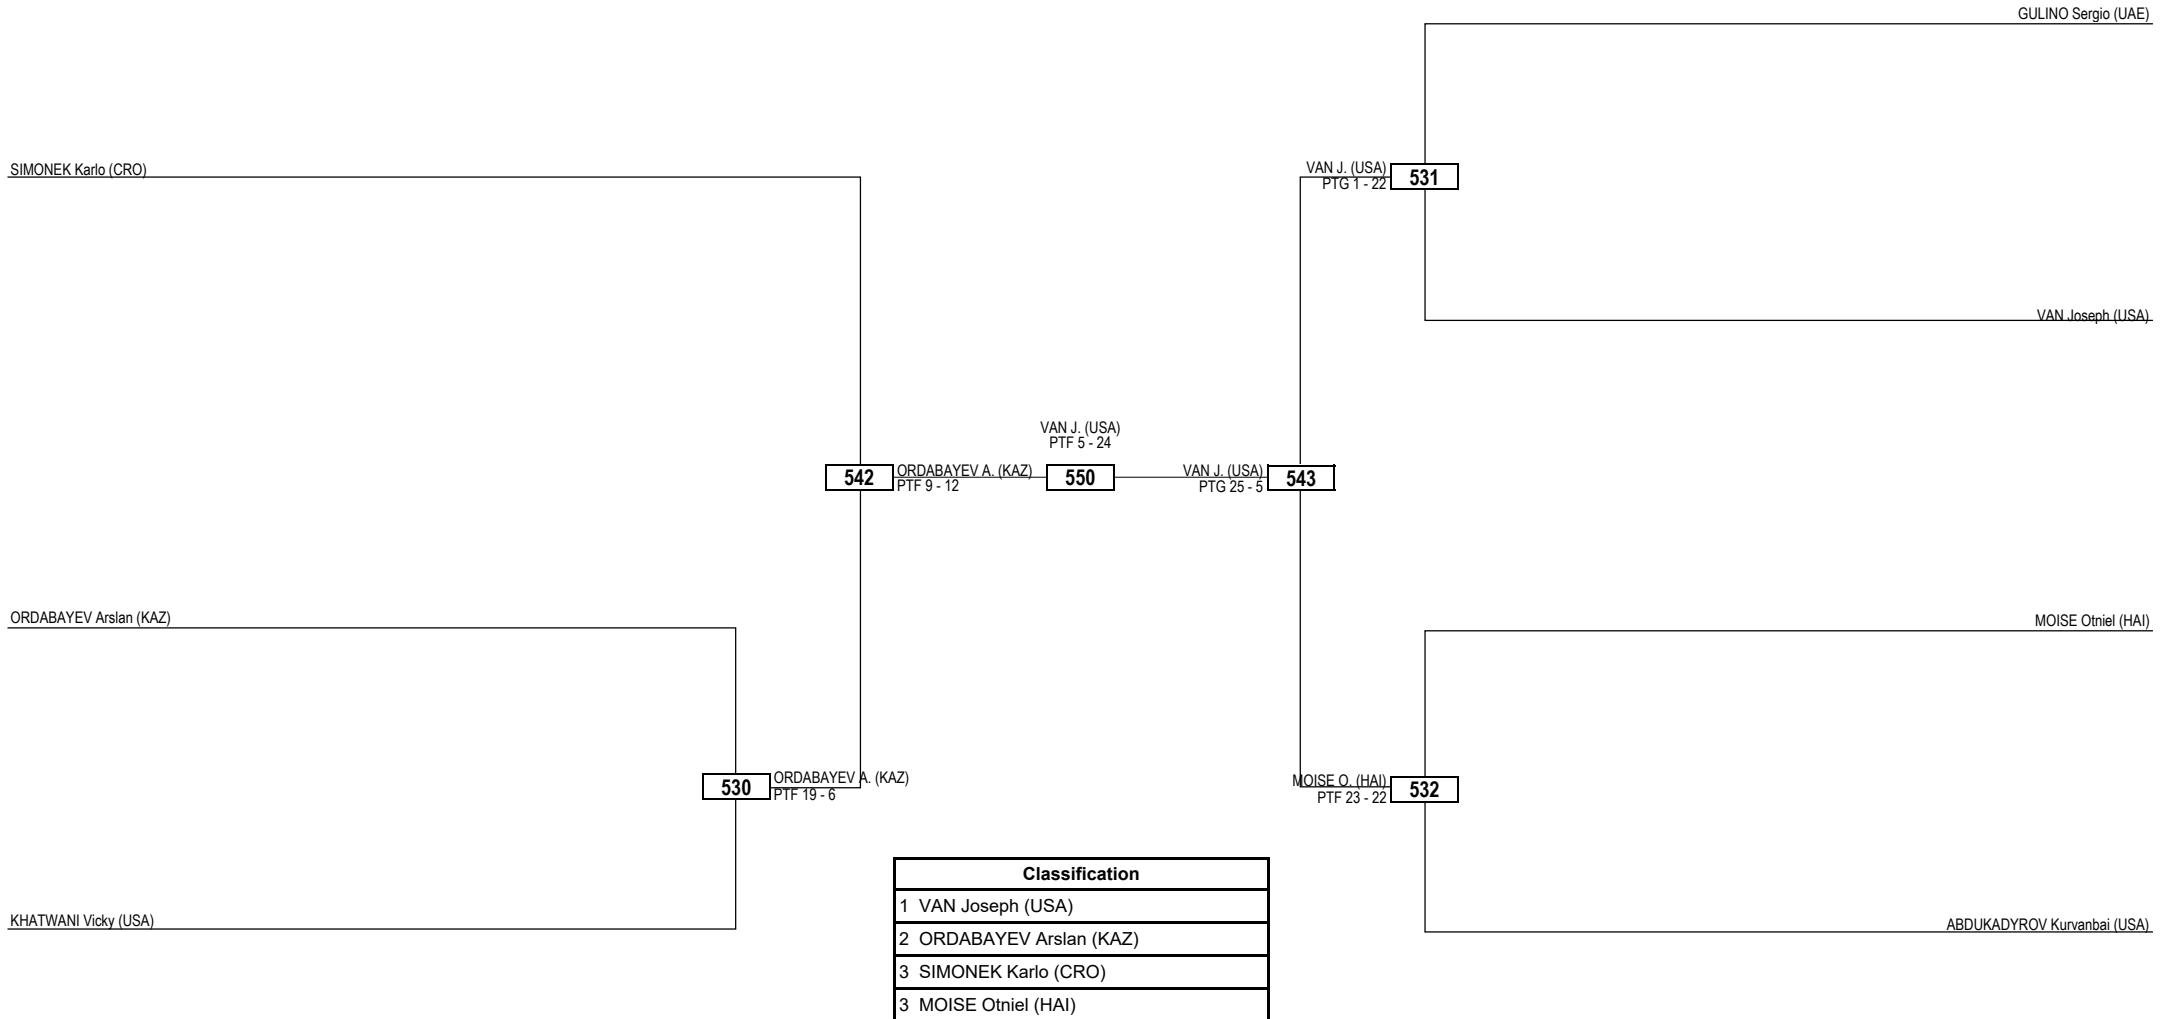 GULINO Sergio (UAE)
SIMONEK Karlo (CRO)
VAN J. (USA)
PTG 1 - 22
531
VAN Joseph (USA)
VAN J. (USA)
PTF 5 - 24
542
ORDABAYEV A. (KAZ)
PTF 9 - 12
550
VAN J. (USA)
PTG 25 - 5
543
ORDABAYEV Arslan (KAZ)
MOISE Otniel (HAI)
530
ORDABAYEV A. (KAZ)
PTF 19 - 6
MOISE O. (HAI)
PTF 23 - 22
532
KHATWANI Vicky (USA)
ABDUKADYROV Kurvanbai (USA)
Classification
1 VAN Joseph (USA)
2 ORDABAYEV Arslan (KAZ)
3 SIMONEK Karlo (CRO)
3 MOISE Otniel (HAI)